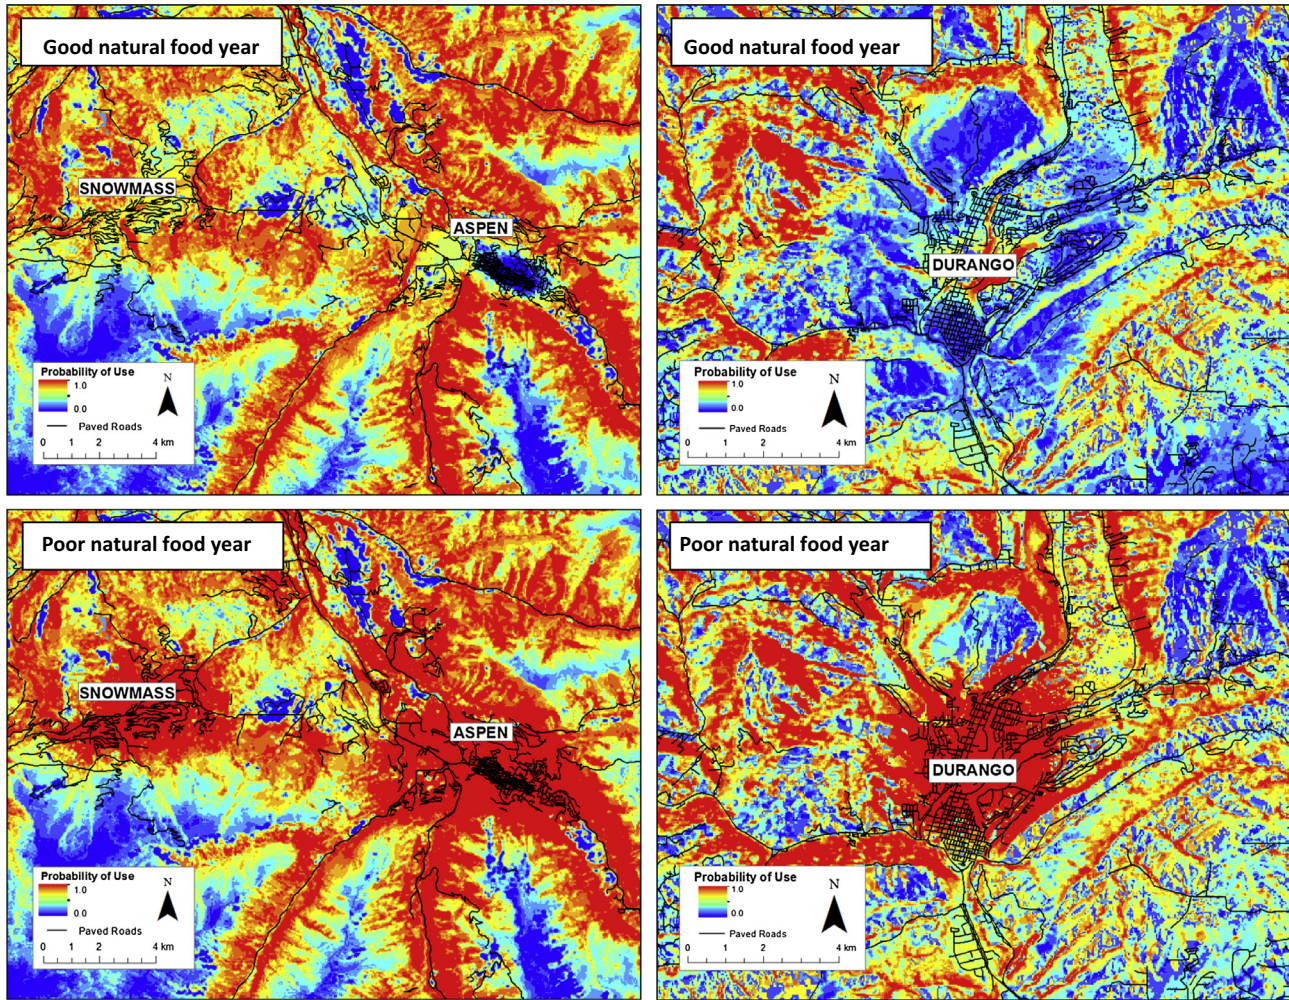 Good natural food year
SNOWMASS
ASPEN
Probability of Use
1.0
0.0
N
Paved Roads
0 1 2 4 km
Good natural food year
DURANGO
Probability of Use
1.0
0.0
N
Paved Roads
0 1 2 4 km
Poor natural food year
SNOWMASS
ASPEN
Probability of Use
1.0
0.0
N
Paved Roads
0 1 2 4 km
Poor natural food year
DURANGO
Probability of Use
1.0
0.0
N
Paved Roads
0 1 2 4 km